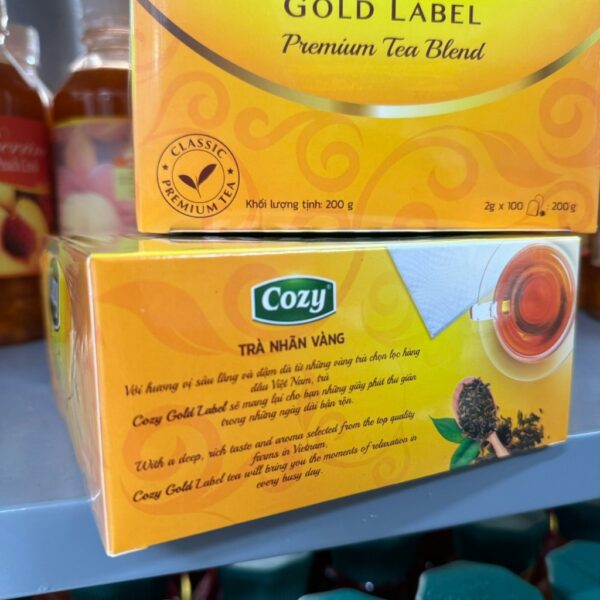 GOLD LABEL
Premium Tea Blend
CLASSIC
PREMIUM TEA
Khối lượng tịnh: 200 g
2g x 100 : 200 g
Cozy
TRÀ NHÃN VÀNG
Với hương vị sâu lắng và đậm đà từ những vùng trà chọn lọc hàng
đầu Việt Nam, trà
Cozy Gold Label sẽ mang lại cho bạn những giây phút thư giãn
trong những ngày dài bận rộn.
With a deep, rich taste and aroma selected from the top quality
farms in Vietnam,
Cozy Gold Label tea will bring you the moments of relaxation in
every busy day.